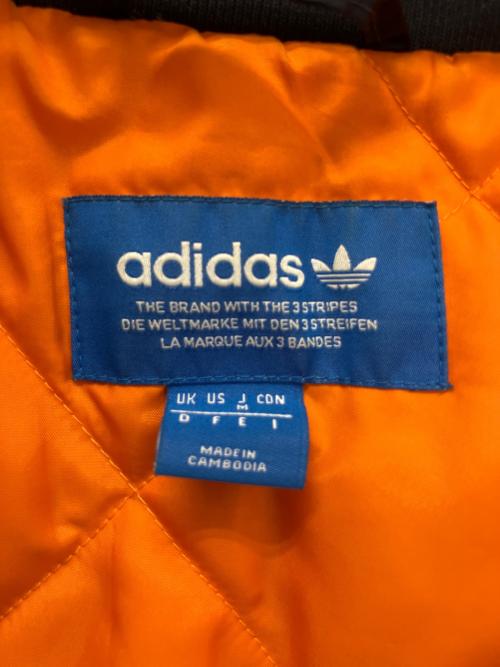 adidas
THE BRAND WITH THE 3 STRIPES
DIE WELTMARKE MIT DEN 3 STREIFEN
LA MARQUE AUX 3 BANDES
UK US J CDN
M
D F E I
MADE IN
CAMBODIA